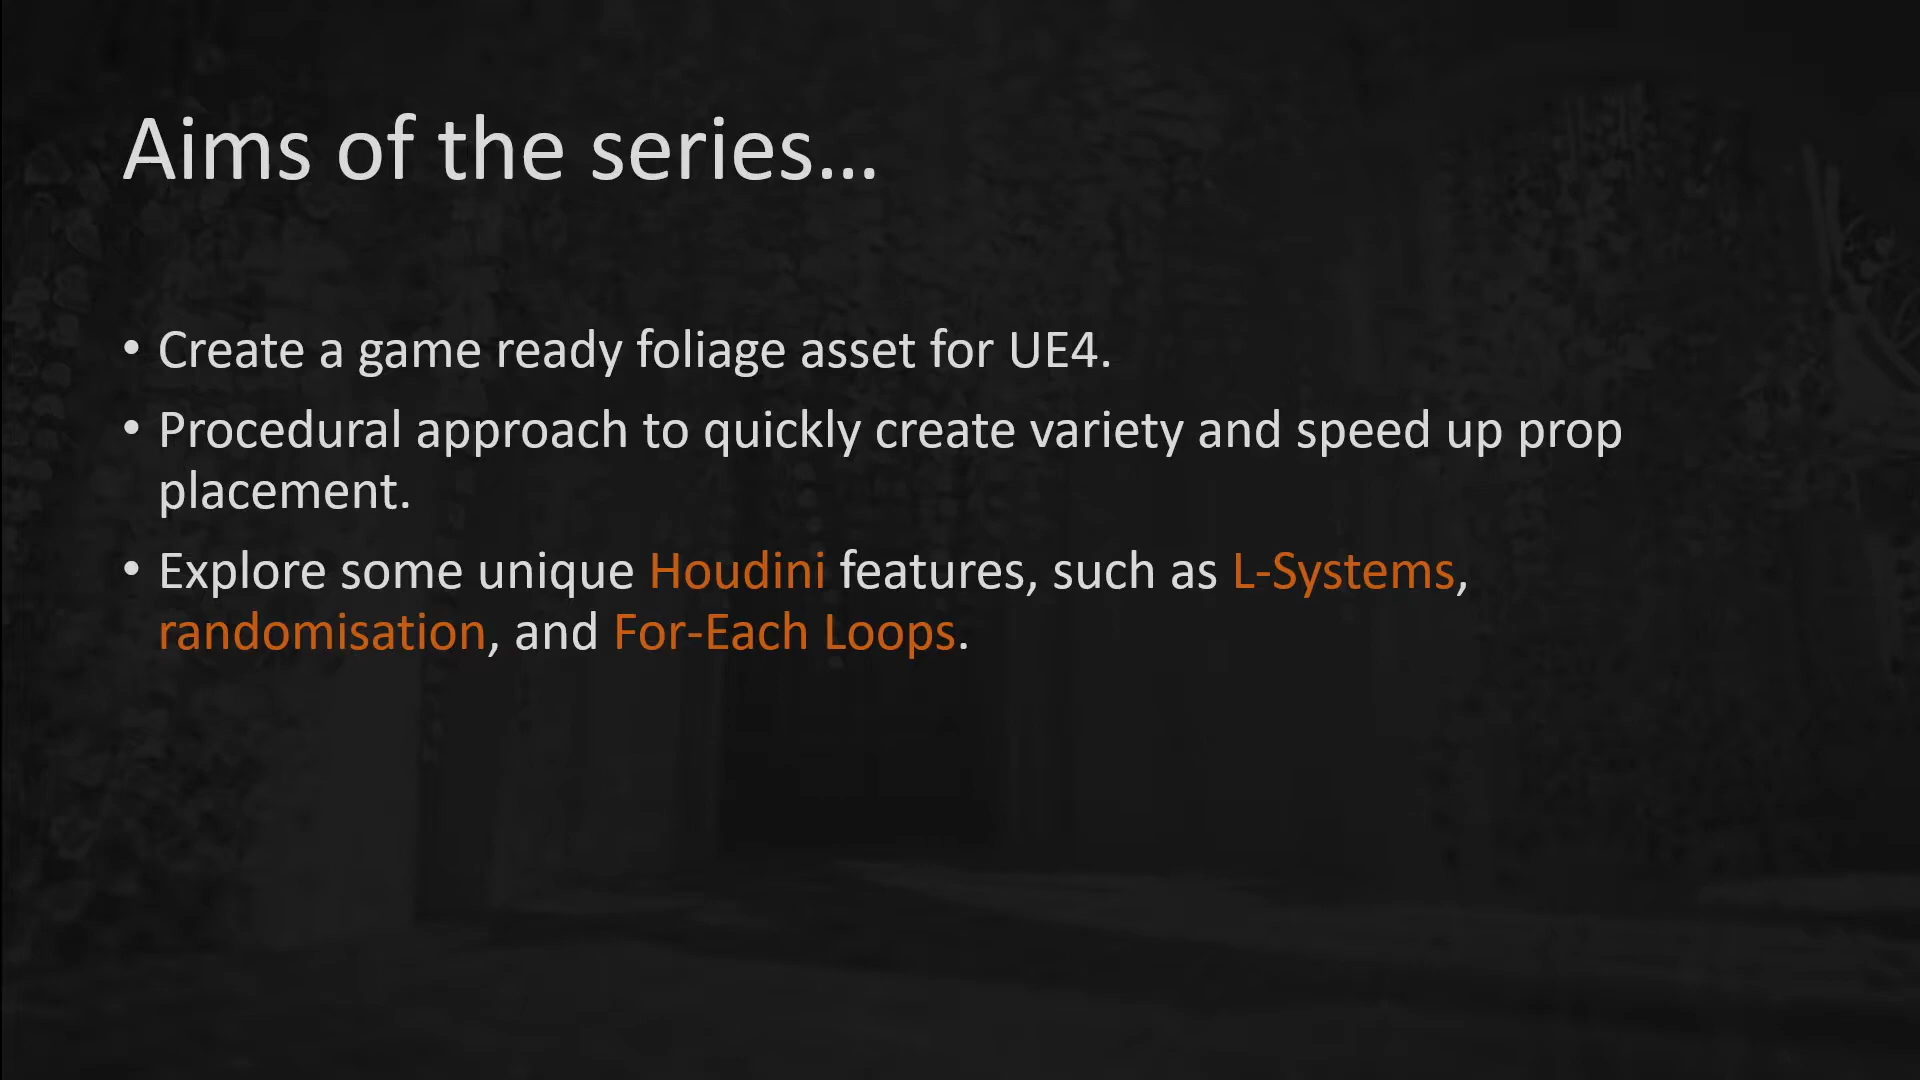 Aims of the series…
• Create a game ready foliage asset for UE4.
• Procedural approach to quickly create variety and speed up prop
placement.
• Explore some unique Houdini features, such as L-Systems,
randomisation, and For-Each Loops.